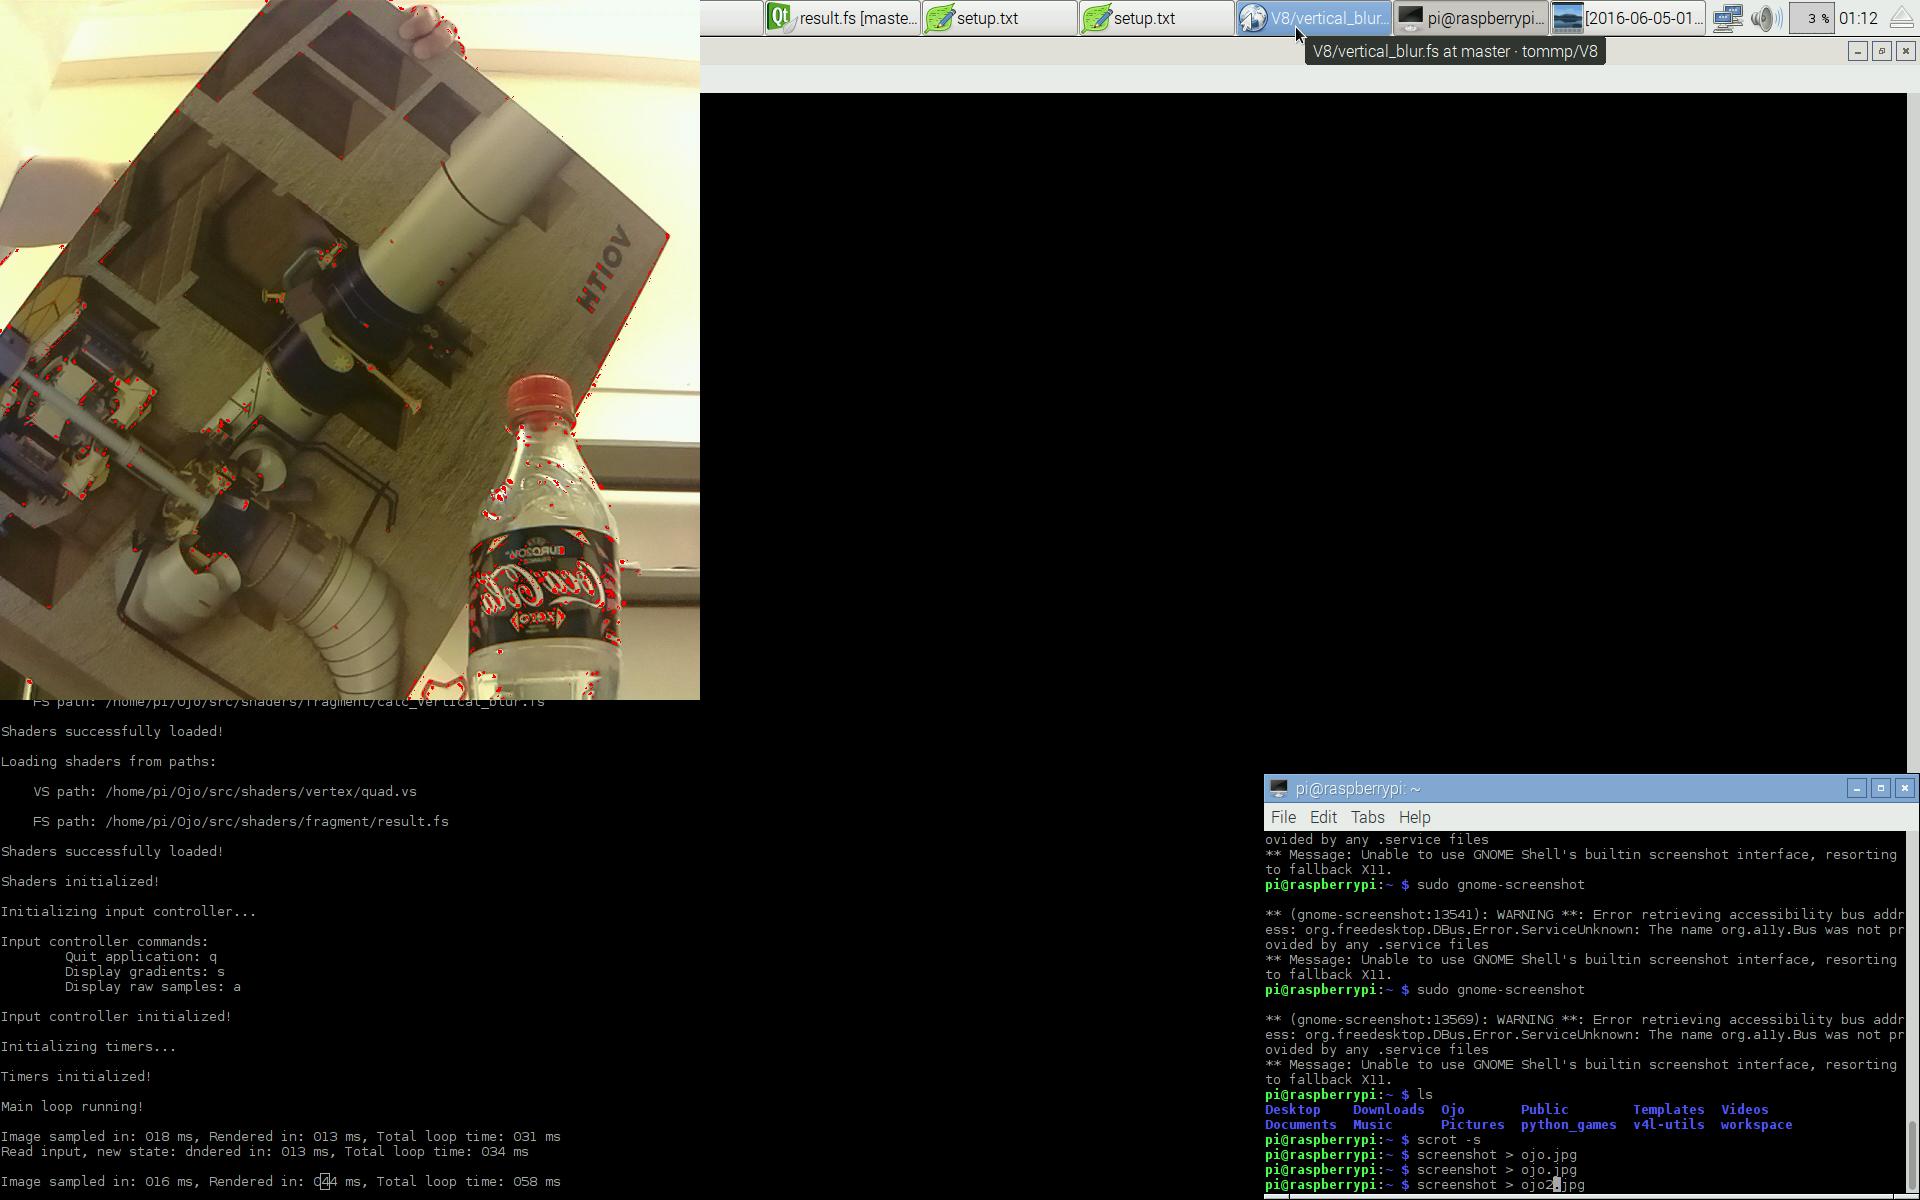 result.fs [maste...
setup.txt
setup.txt
V8/vertical_blur...
pi@raspberrypi...
[2016-06-05-01...
3 %
01:12
V8/vertical_blur.fs at master · tommp/V8
VOITH
Coca-Cola
zero
FS path: /home/pi/Ojo/src/shaders/fragment/calc_vertical_blur.fs
Shaders successfully loaded!
Loading shaders from paths:
VS path: /home/pi/Ojo/src/shaders/vertex/quad.vs
FS path: /home/pi/Ojo/src/shaders/fragment/result.fs
Shaders successfully loaded!
Shaders initialized!
Initializing input controller...
Input controller commands:
Quit application: q
Display gradients: s
Display raw samples: a
Input controller initialized!
Initializing timers...
Timers initialized!
Main loop running!
Image sampled in: 018 ms, Rendered in: 013 ms, Total loop time: 031 ms
Read input, new state: dndered in: 013 ms, Total loop time: 034 ms
Image sampled in: 016 ms, Rendered in: 044 ms, Total loop time: 058 ms
pi@raspberrypi: ~
File Edit Tabs Help
ovided by any .service files
** Message: Unable to use GNOME Shell's builtin screenshot interface, resorting
to fallback X11.
pi@raspberrypi:~ $ sudo gnome-screenshot
** (gnome-screenshot:13541): WARNING **: Error retrieving accessibility bus addr
ess: org.freedesktop.DBus.Error.ServiceUnknown: The name org.a11y.Bus was not pr
ovided by any .service files
** Message: Unable to use GNOME Shell's builtin screenshot interface, resorting
to fallback X11.
pi@raspberrypi:~ $ sudo gnome-screenshot
** (gnome-screenshot:13569): WARNING **: Error retrieving accessibility bus addr
ess: org.freedesktop.DBus.Error.ServiceUnknown: The name org.a11y.Bus was not pr
ovided by any .service files
** Message: Unable to use GNOME Shell's builtin screenshot interface, resorting
to fallback X11.
pi@raspberrypi:~ $ ls
Desktop Downloads Ojo Public Templates Videos
Documents Music Pictures python_games v4l-utils workspace
pi@raspberrypi:~ $ scrot -s
pi@raspberrypi:~ $ screenshot > ojo.jpg
pi@raspberrypi:~ $ screenshot > ojo.jpg
pi@raspberrypi:~ $ screenshot > ojo2.jpg